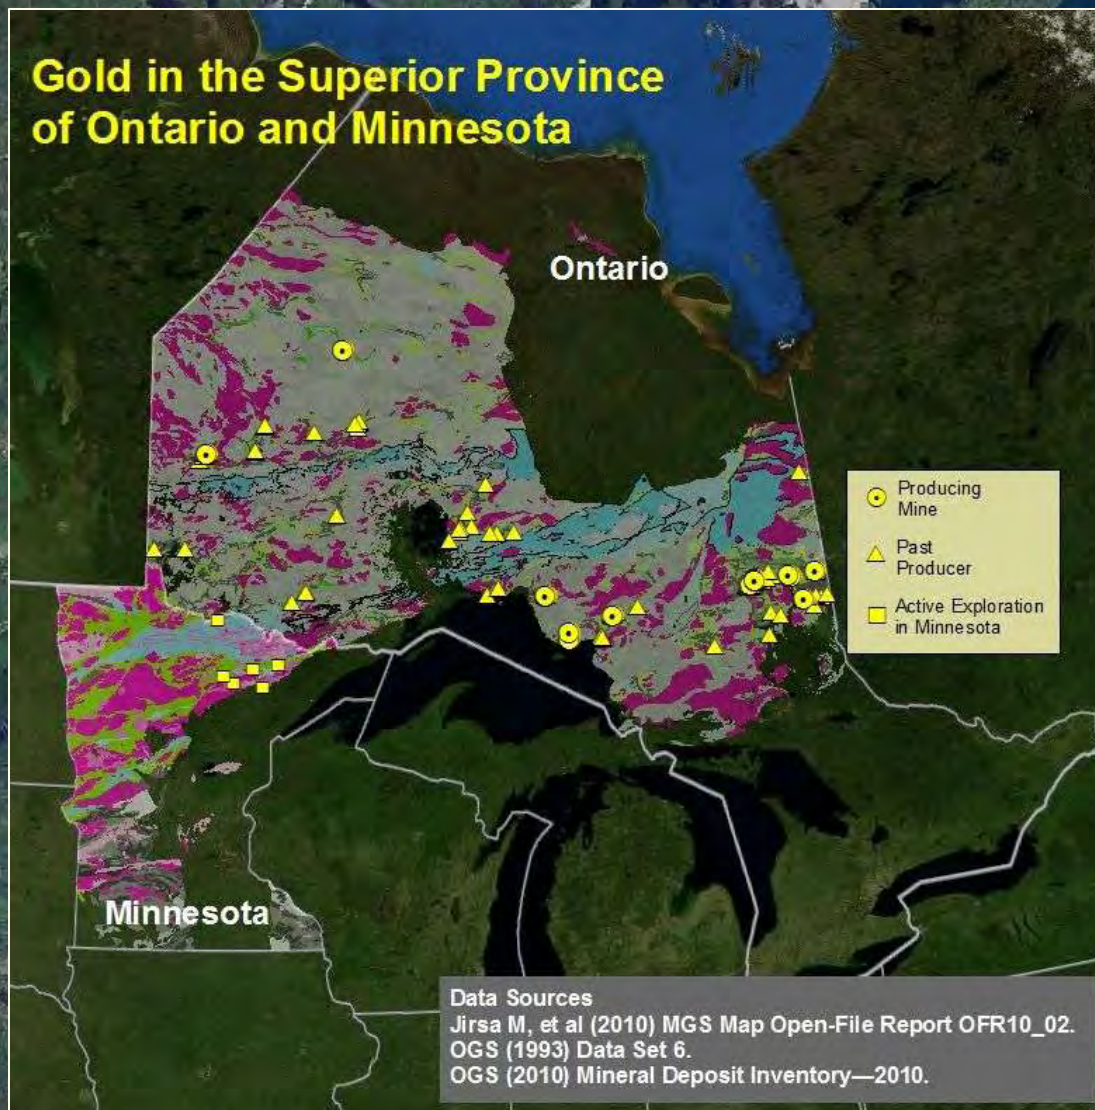 Gold in the Superior Province
of Ontario and Minnesota
Ontario
Producing
Mine
Past
Producer
Active Exploration
in Minnesota
Minnesota
Data Sources
Jirsa M, et al (2010) MGS Map Open-File Report OFR10_02.
OGS (1993) Data Set 6.
OGS (2010) Mineral Deposit Inventory—2010.